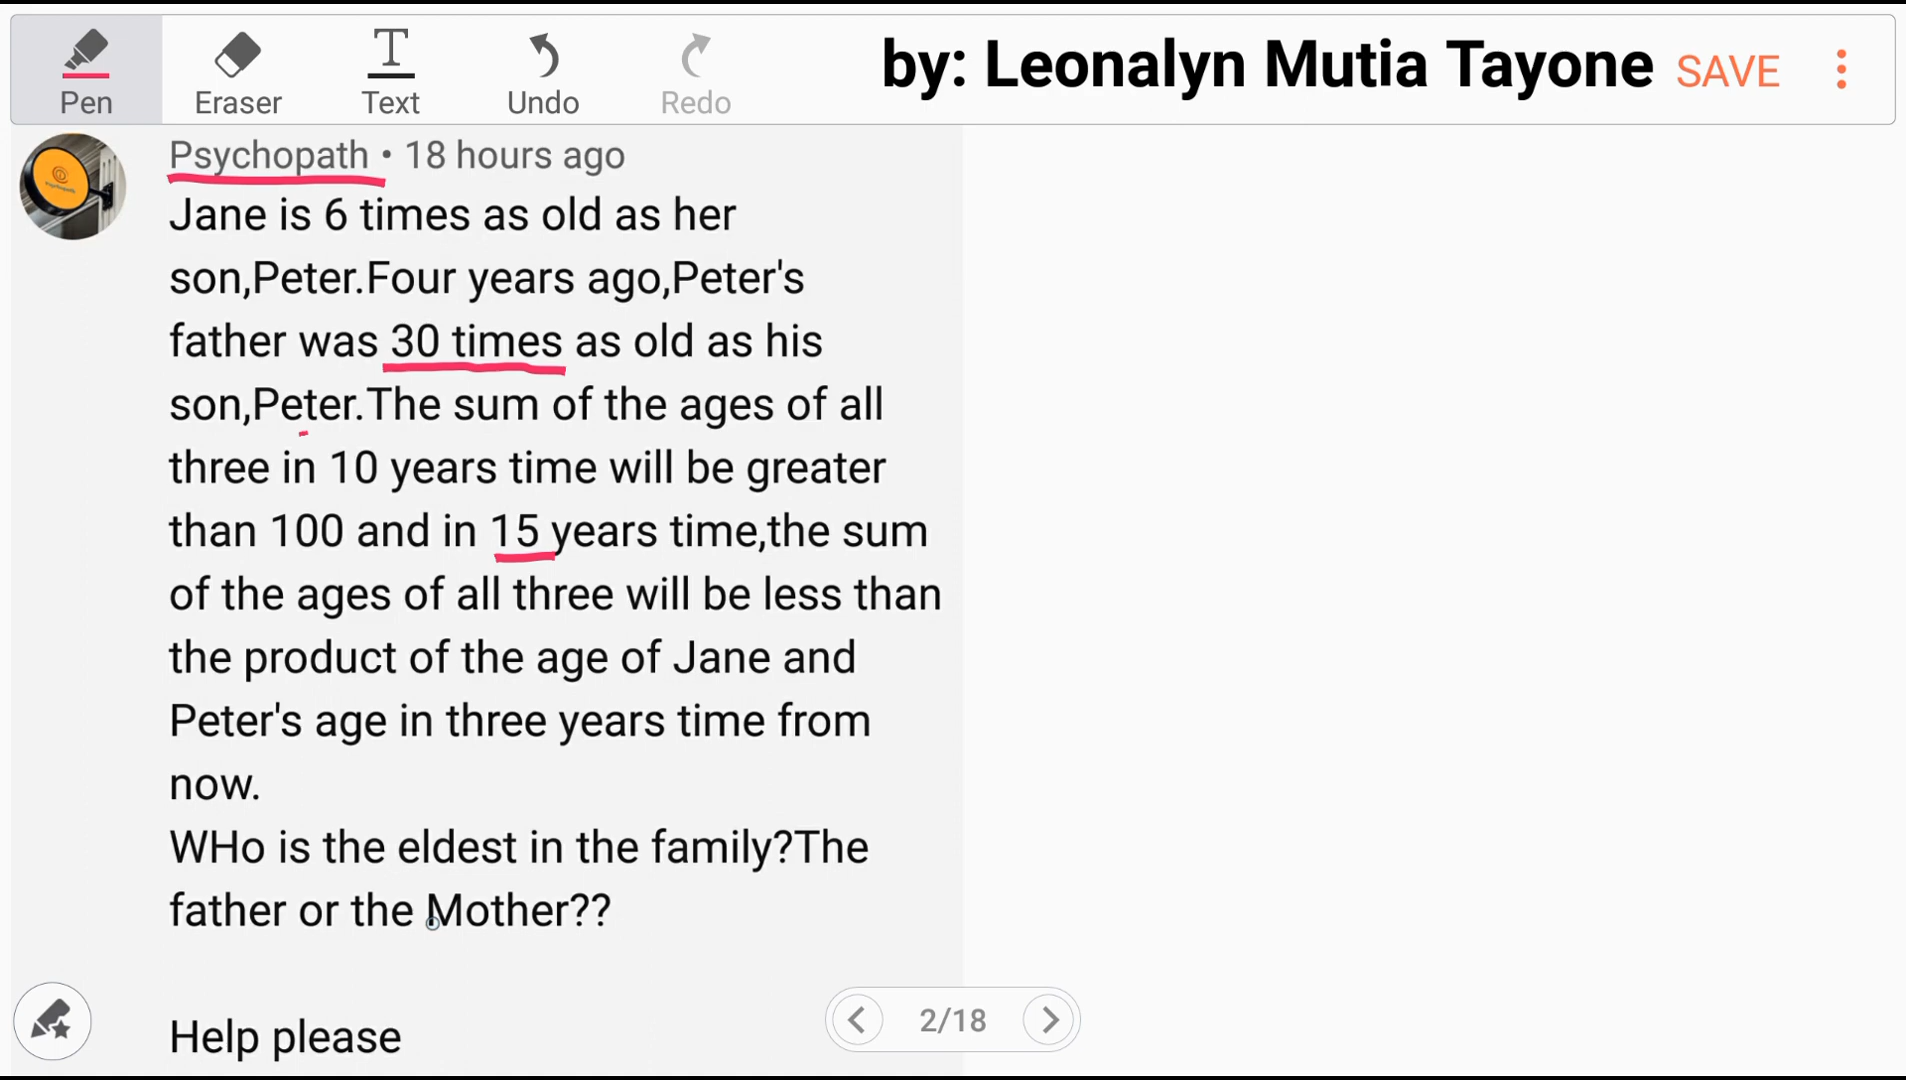 by: Leonalyn Mutia Tayone
SAVE
Pen
Eraser
Text
Undo
Redo
Psychopath • 18 hours ago
Jane is 6 times as old as her
son,Peter.Four years ago,Peter's
father was 30 times as old as his
son,Peter.The sum of the ages of all
three in 10 years time will be greater
than 100 and in 15 years time,the sum
of the ages of all three will be less than
the product of the age of Jane and
Peter's age in three years time from
now.
WHo is the eldest in the family?The
father or the Mother??
Help please
2/18